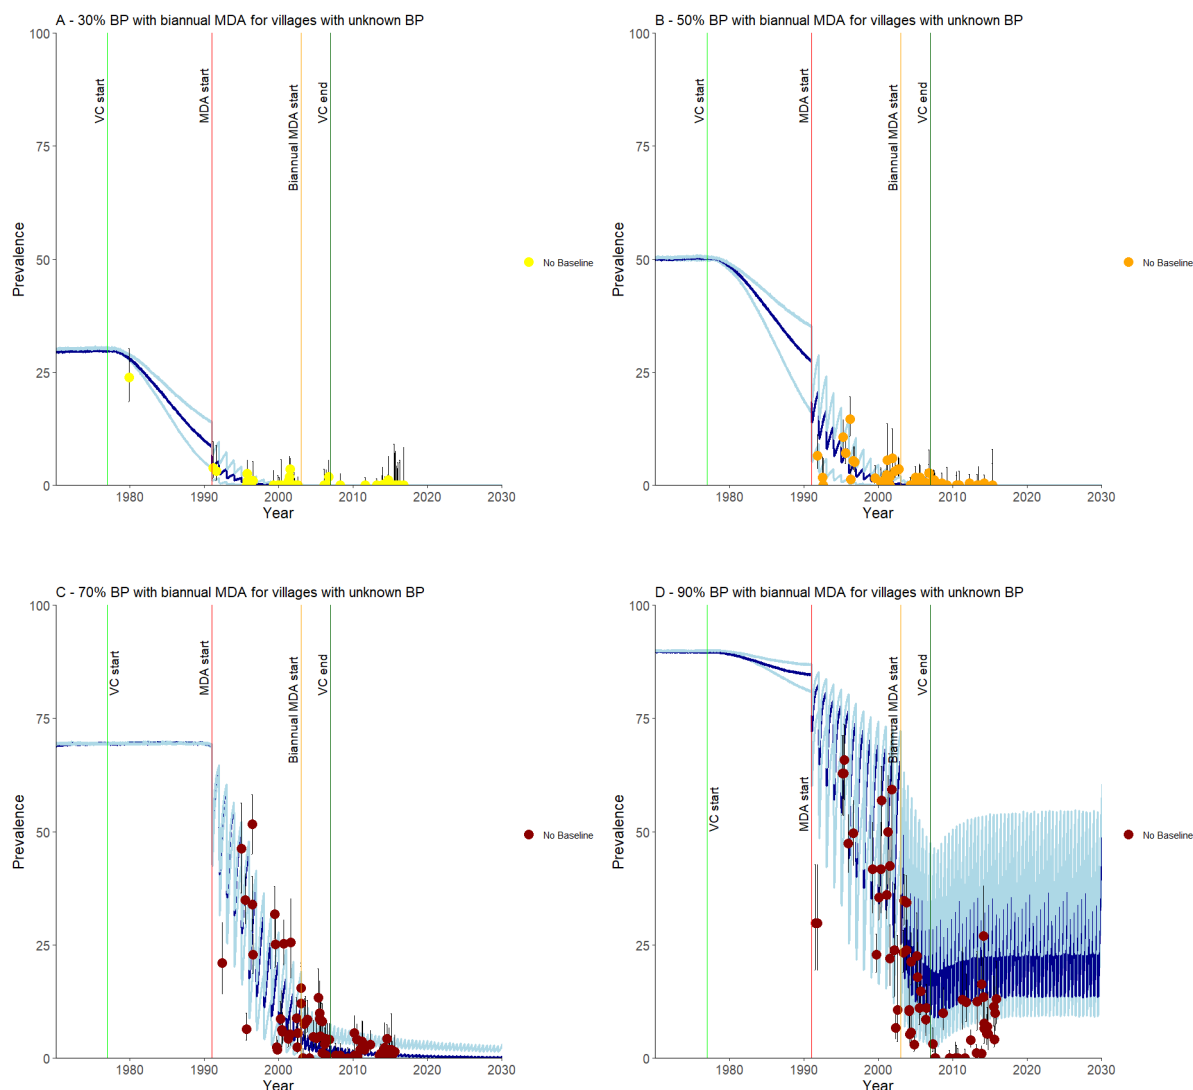 A - 30% BP with biannual MDA for villages with unknown BP
100
75
50
25
0
Prevalence
VC start
MDA start
Biannual MDA start
VC end
No Baseline
1980
1990
2000
2010
2020
2030
Year
B - 50% BP with biannual MDA for villages with unknown BP
100
75
50
25
0
Prevalence
VC start
MDA start
Biannual MDA start
VC end
No Baseline
1980
1990
2000
2010
2020
2030
Year
C - 70% BP with biannual MDA for villages with unknown BP
100
75
50
25
0
Prevalence
VC start
MDA start
Biannual MDA start
VC end
No Baseline
1980
1990
2000
2010
2020
2030
Year
D - 90% BP with biannual MDA for villages with unknown BP
100
75
50
25
0
Prevalence
VC start
MDA start
Biannual MDA start
VC end
No Baseline
1980
1990
2000
2010
2020
2030
Year